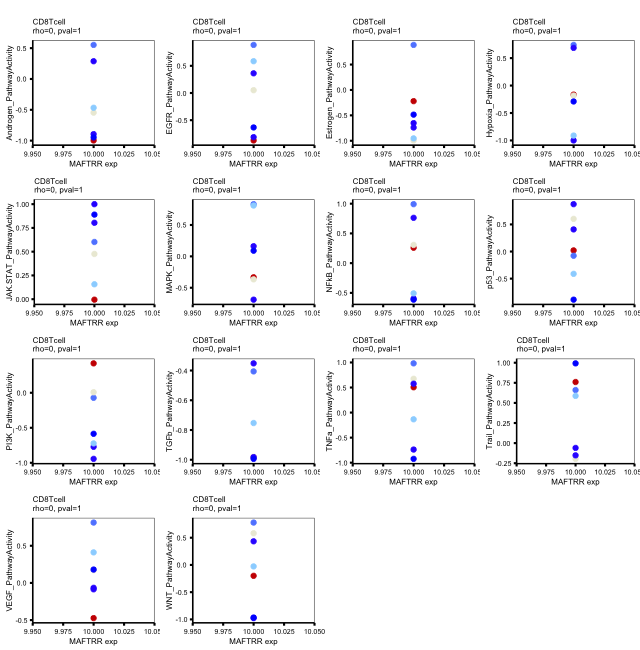 CD8Tcell
rho=0, pval=1
Androgen_PathwayActivity
0.5
0.0
-0.5
-1.0
9.950 9.975 10.000 10.025 10.05
MAFTRR exp
CD8Tcell
rho=0, pval=1
EGFR_PathwayActivity
0.5
0.0
-0.5
9.950 9.975 10.000 10.025 10.05
MAFTRR exp
CD8Tcell
rho=0, pval=1
Estrogen_PathwayActivity
0.5
0.0
-0.5
-1.0
9.950 9.975 10.000 10.025 10.05
MAFTRR exp
CD8Tcell
rho=0, pval=1
Hypoxia_PathwayActivity
0.5
0.0
-0.5
-1.0
9.950 9.975 10.000 10.025 10.05
MAFTRR exp
CD8Tcell
rho=0, pval=1
JAK.STAT_PathwayActivity
1.00
0.75
0.50
0.25
0.00
9.950 9.975 10.000 10.025 10.05
MAFTRR exp
CD8Tcell
rho=0, pval=1
MAPK_PathwayActivity
0.5
0.0
-0.5
9.950 9.975 10.000 10.025 10.05
MAFTRR exp
CD8Tcell
rho=0, pval=1
NFkB_PathwayActivity
1.0
0.5
0.0
-0.5
9.950 9.975 10.000 10.025 10.05
MAFTRR exp
CD8Tcell
rho=0, pval=1
p53_PathwayActivity
0.5
0.0
-0.5
9.950 9.975 10.000 10.025 10.05
MAFTRR exp
CD8Tcell
rho=0, pval=1
PI3K_PathwayActivity
0.0
-0.5
-1.0
9.950 9.975 10.000 10.025 10.05
MAFTRR exp
CD8Tcell
rho=0, pval=1
TGFb_PathwayActivity
-0.4
-0.6
-0.8
-1.0
9.950 9.975 10.000 10.025 10.05
MAFTRR exp
CD8Tcell
rho=0, pval=1
TNFa_PathwayActivity
1.0
0.5
0.0
-0.5
-1.0
9.950 9.975 10.000 10.025 10.05
MAFTRR exp
CD8Tcell
rho=0, pval=1
Trail_PathwayActivity
1.00
0.75
0.50
0.25
0.00
-0.25
9.950 9.975 10.000 10.025 10.05
MAFTRR exp
CD8Tcell
rho=0, pval=1
VEGF_PathwayActivity
0.5
0.0
-0.5
9.950 9.975 10.000 10.025 10.05
MAFTRR exp
CD8Tcell
rho=0, pval=1
WNT_PathwayActivity
0.5
0.0
-0.5
-1.0
9.950 9.975 10.000 10.025 10.050
MAFTRR exp